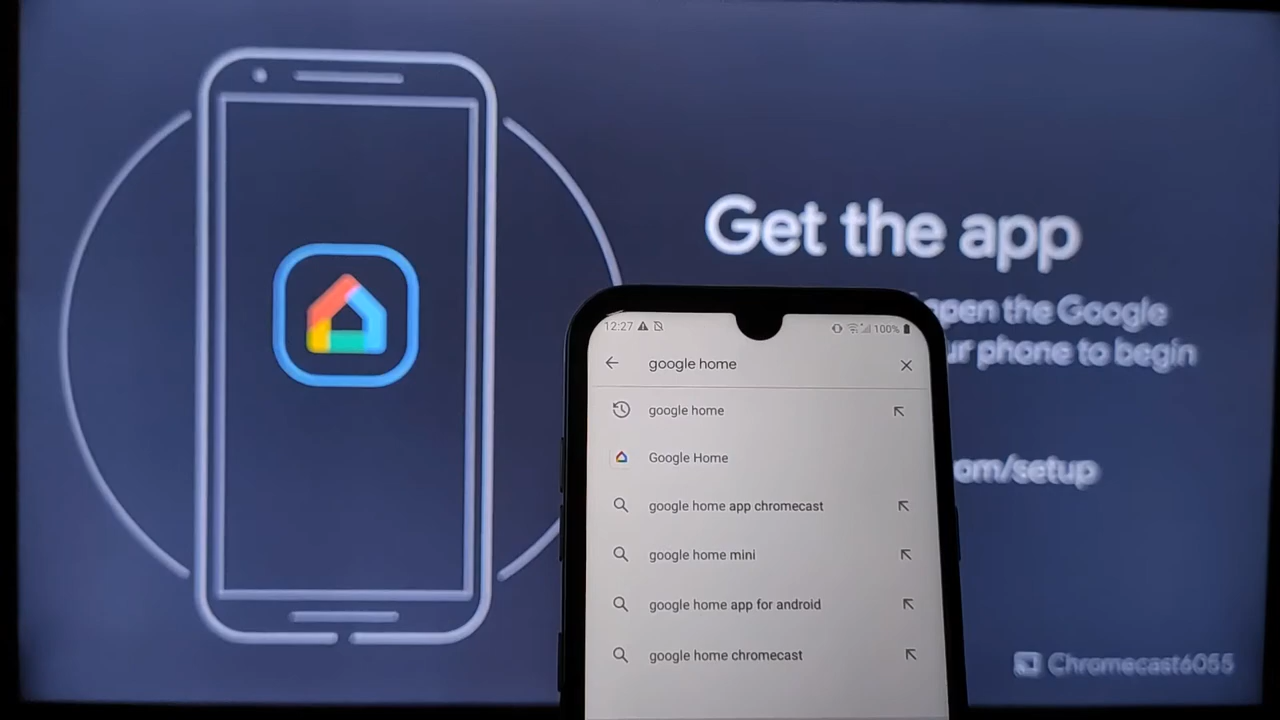 Get the app
open the Google
ur phone to begin
om/setup
Chromecast6055
12:27
100%
google home
google home
Google Home
google home app chromecast
google home mini
google home app for android
google home chromecast